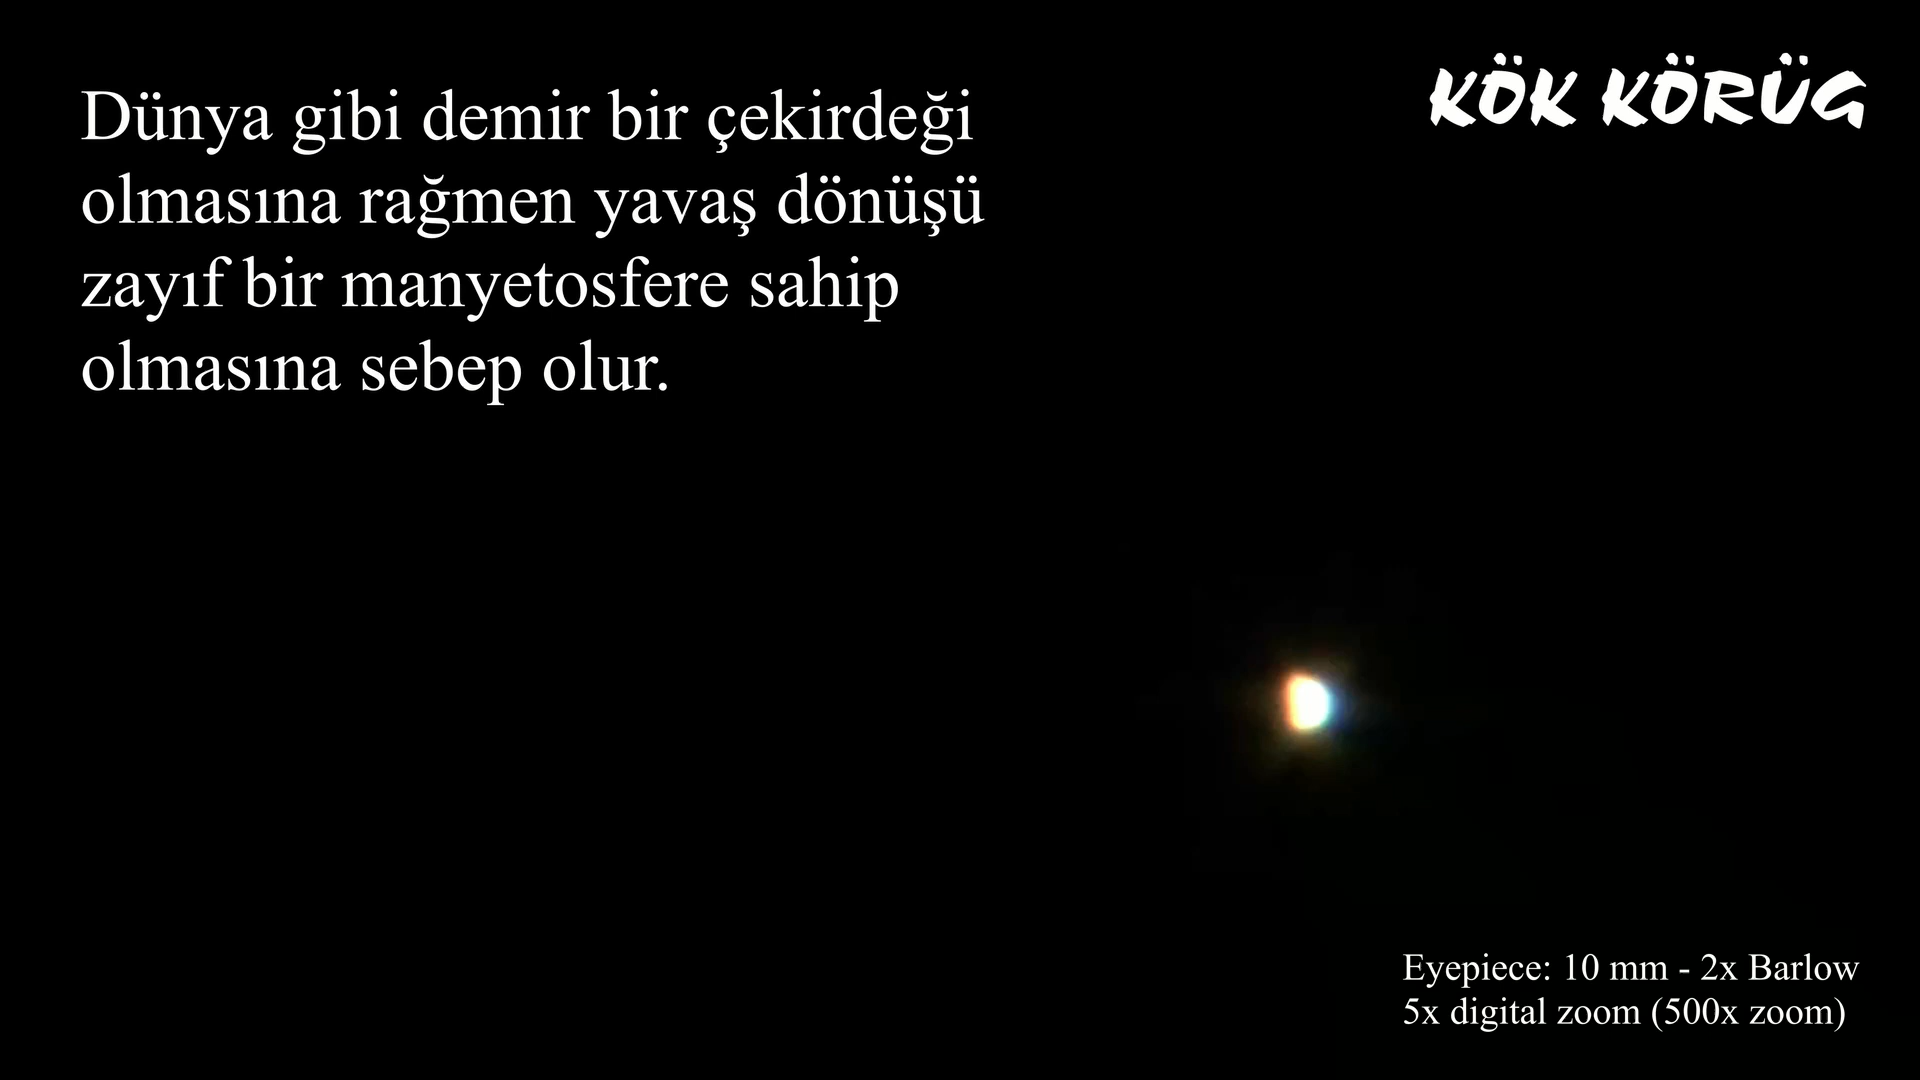 Dünya gibi demir bir çekirdeği
olmasına rağmen yavaş dönüşü
zayıf bir manyetosfere sahip
olmasına sebep olur.
KÖK KÖRÜG
Eyepiece: 10 mm - 2x Barlow
5x digital zoom (500x zoom)